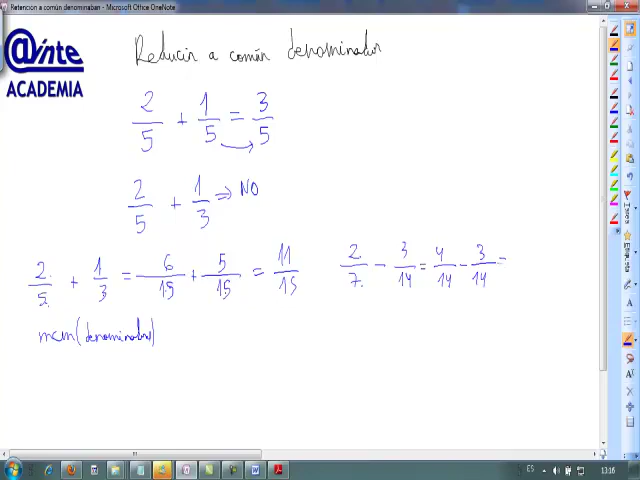 Retención a común denominaban - Microsoft Office OneNote
@inte
ACADEMIA
Reducir a común denominador
2/5 + 1/5 = 3/5
2/5 + 1/3 ⇒ NO
2/5 + 1/3 = 6/15 + 5/15 = 11/15
2/7 - 3/14 = 4/14 - 3/14 =
mcm(denominadores)
ES
13:16